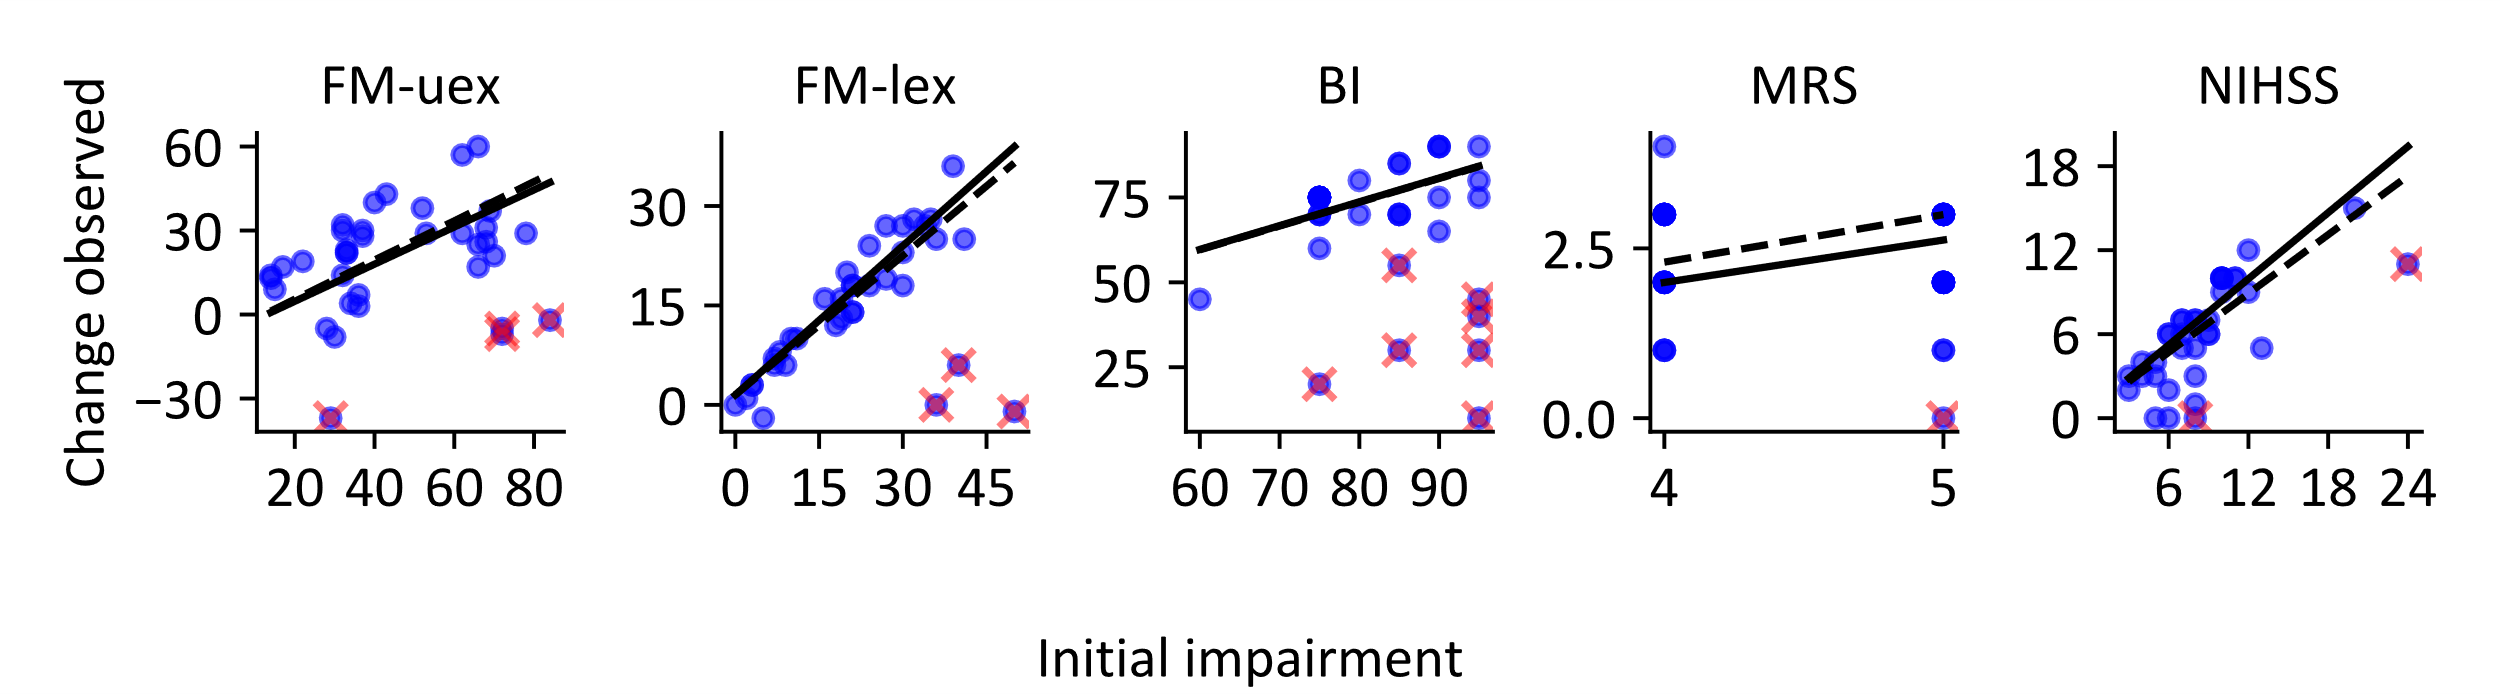 Change observed
FM-uex
60
30
0
−30
20 40 60 80
FM-lex
30
15
0
0 15 30 45
BI
75
50
25
60 70 80 90
MRS
2.5
0.0
4 5
NIHSS
18
12
6
0
6 12 18 24
Initial impairment